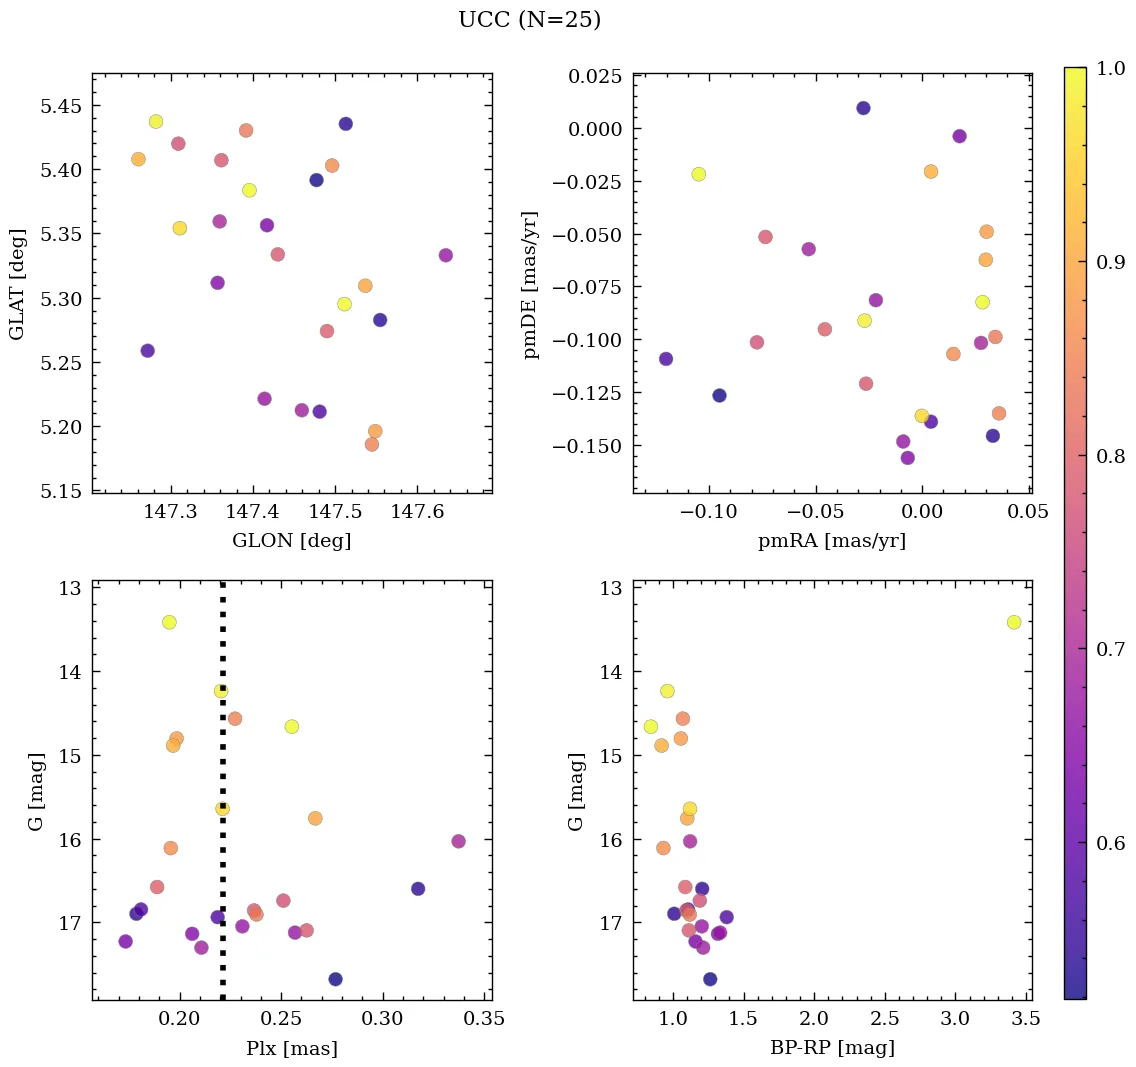 UCC (N=25)
5.45
5.40
5.35
5.30
5.25
5.20
5.15
GLAT [deg]
147.3 147.4 147.5 147.6
GLON [deg]
0.025
0.000
−0.025
−0.050
−0.075
−0.100
−0.125
−0.150
pmDE [mas/yr]
−0.10 −0.05 0.00 0.05
pmRA [mas/yr]
13
14
15
16
17
G [mag]
0.20 0.25 0.30 0.35
Plx [mas]
13
14
15
16
17
G [mag]
1.0 1.5 2.0 2.5 3.0 3.5
BP-RP [mag]
1.0
0.9
0.8
0.7
0.6